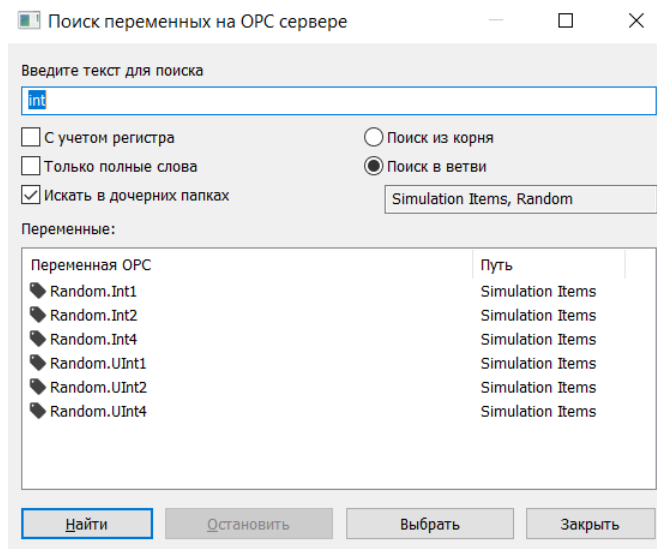 Поиск переменных на OPC сервере
Введите текст для поиска
int
С учетом регистра
Поиск из корня
Только полные слова
Поиск в ветви
Искать в дочерних папках
Simulation Items, Random
Переменные:
Переменная OPC Путь
Random.Int1 Simulation Items
Random.Int2 Simulation Items
Random.Int4 Simulation Items
Random.UInt1 Simulation Items
Random.UInt2 Simulation Items
Random.UInt4 Simulation Items
Найти Остановить Выбрать Закрыть